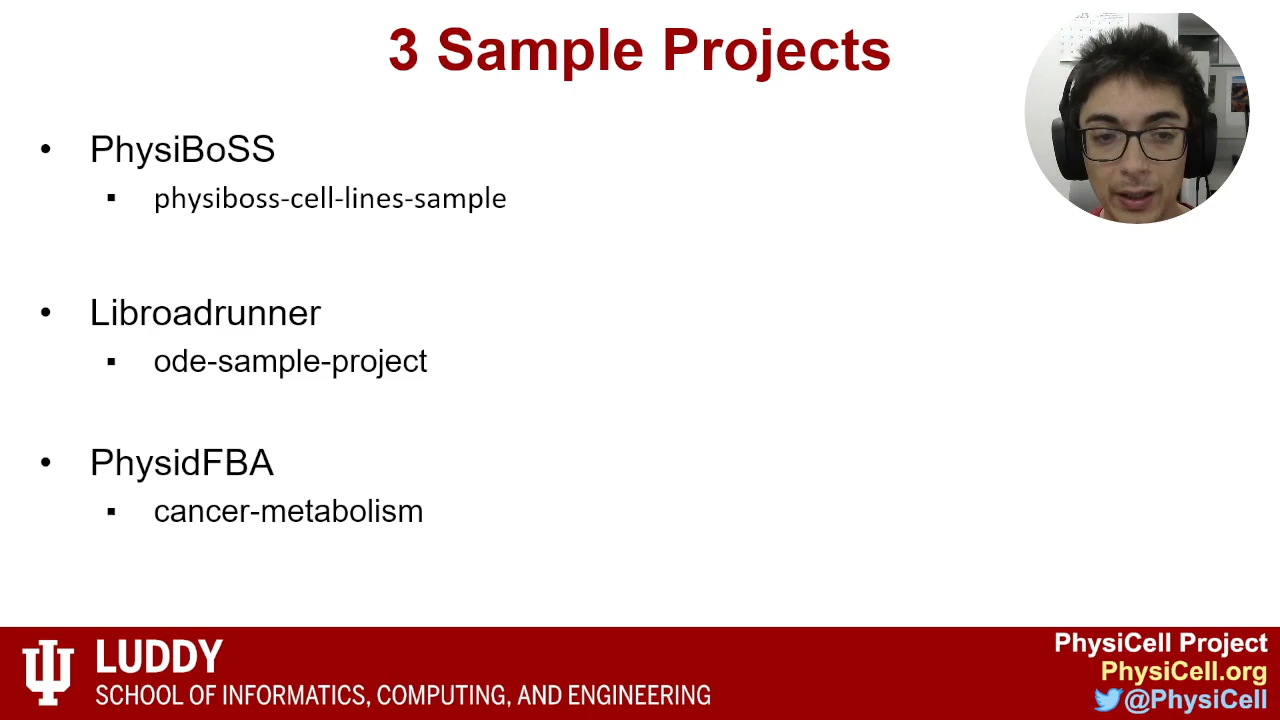 3 Sample Projects
• PhysiBoSS
▪ physiboss-cell-lines-sample
• Libroadrunner
▪ ode-sample-project
• PhysidFBA
▪ cancer-metabolism
LUDDY
SCHOOL OF INFORMATICS, COMPUTING, AND ENGINEERING
PhysiCell Project
PhysiCell.org
@PhysiCell